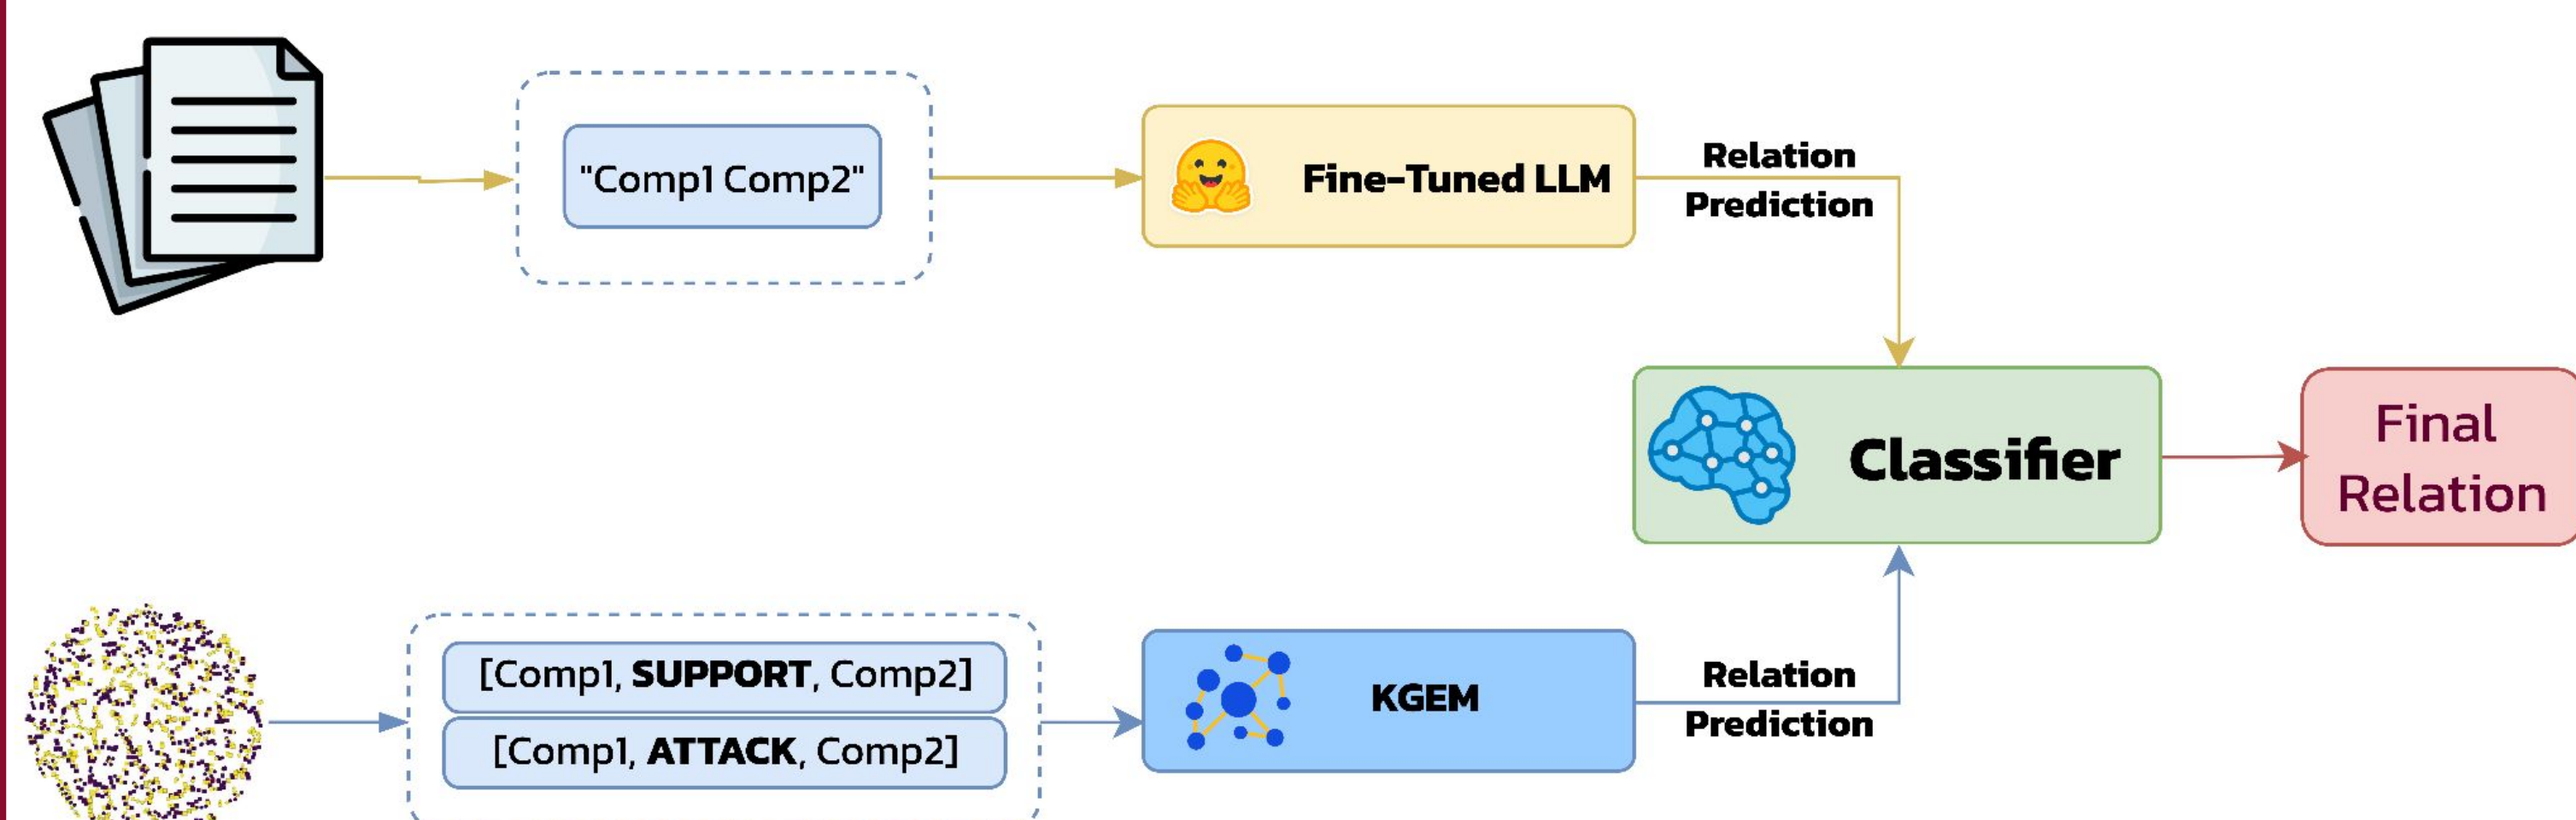 "Comp1 Comp2"
Fine-Tuned LLM
Relation
Prediction
Classifier
Final
Relation
[Comp1, SUPPORT, Comp2]
[Comp1, ATTACK, Comp2]
KGEM
Relation
Prediction